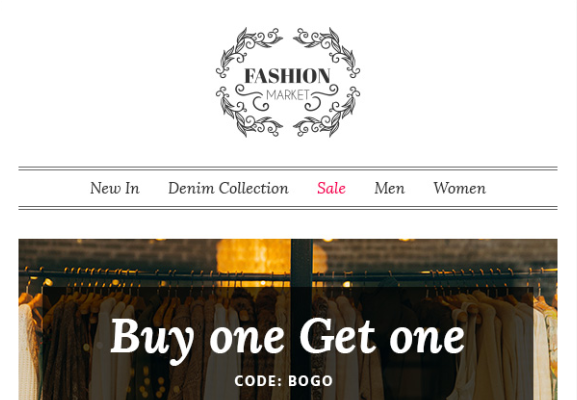 FASHION
MARKET
New In Denim Collection Sale Men Women
Buy one Get one
CODE: BOGO